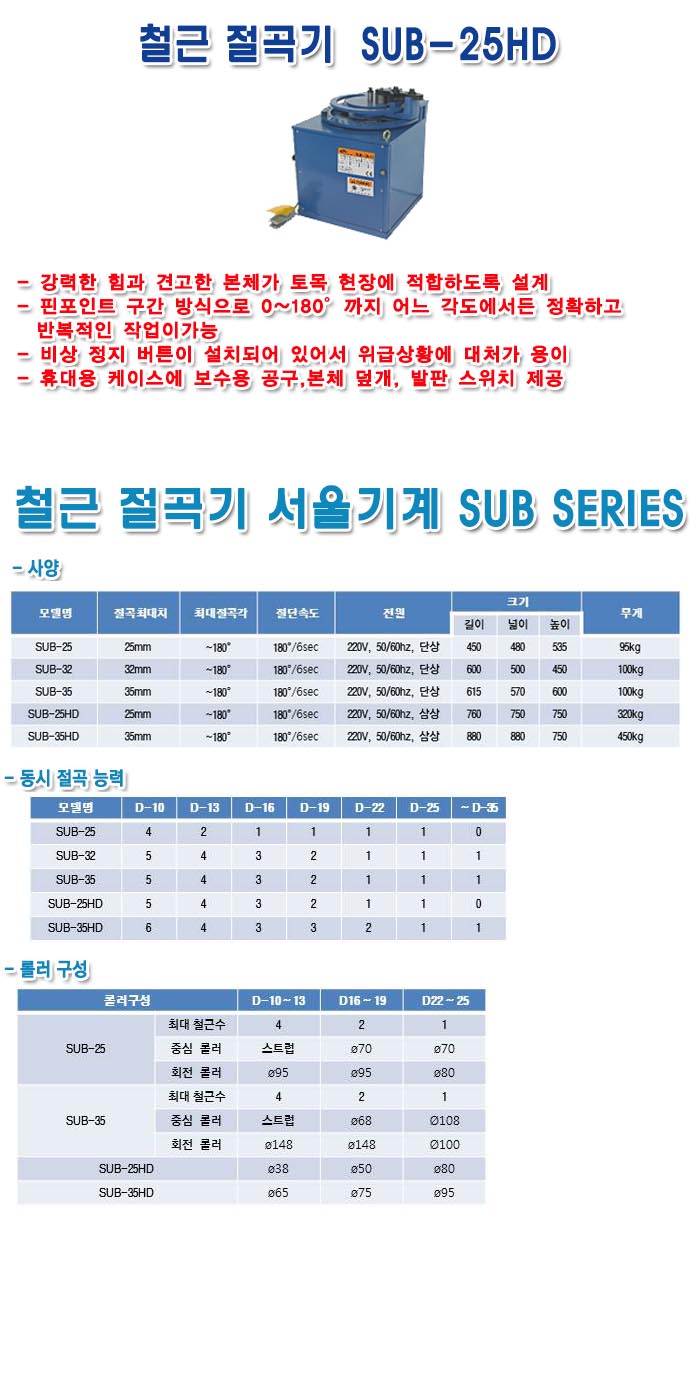 철근 절곡기 SUB-25HD
- 강력한 힘과 견고한 본체가 토목 현장에 적합하도록 설계
- 핀포인트 구간 방식으로 0~180° 까지 어느 각도에서든 정확하고
반복적인 작업이가능
- 비상 정지 버튼이 설치되어 있어서 위급상황에 대처가 용이
- 휴대용 케이스에 보수용 공구,본체 덮개, 발판 스위치 제공
철근 절곡기 서울기계 SUB SERIES
- 사양
모델명 절곡최대치 최대절곡각 절단속도 전원 크기 무게
길이 넓이 높이
SUB-25 25mm ~180° 180°/6sec 220V, 50/60hz, 단상 450 480 535 95kg
SUB-32 32mm ~180° 180°/6sec 220V, 50/60hz, 단상 600 500 450 100kg
SUB-35 35mm ~180° 180°/6sec 220V, 50/60hz, 단상 615 570 600 100kg
SUB-25HD 25mm ~180° 180°/6sec 220V, 50/60hz, 삼상 760 750 750 320kg
SUB-35HD 35mm ~180° 180°/6sec 220V, 50/60hz, 삼상 880 880 750 450kg
- 동시 절곡 능력
모델명 D-10 D-13 D-16 D-19 D-22 D-25 ~D-35
SUB-25 4 2 1 1 1 1 0
SUB-32 5 4 3 2 1 1 1
SUB-35 5 4 3 2 1 1 1
SUB-25HD 5 4 3 2 1 1 0
SUB-35HD 6 4 3 3 2 1 1
- 롤러 구성
롤러구성 D-10~13 D16~19 D22~25
SUB-25 최대 철근수 4 2 1
중심 롤러 스트럽 ø70 ø70
회전 롤러 ø95 ø95 ø80
SUB-35 최대 철근수 4 2 1
중심 롤러 스트럽 ø68 Ø108
회전 롤러 ø148 ø148 Ø100
SUB-25HD ø38 ø50 ø80
SUB-35HD ø65 ø75 ø95